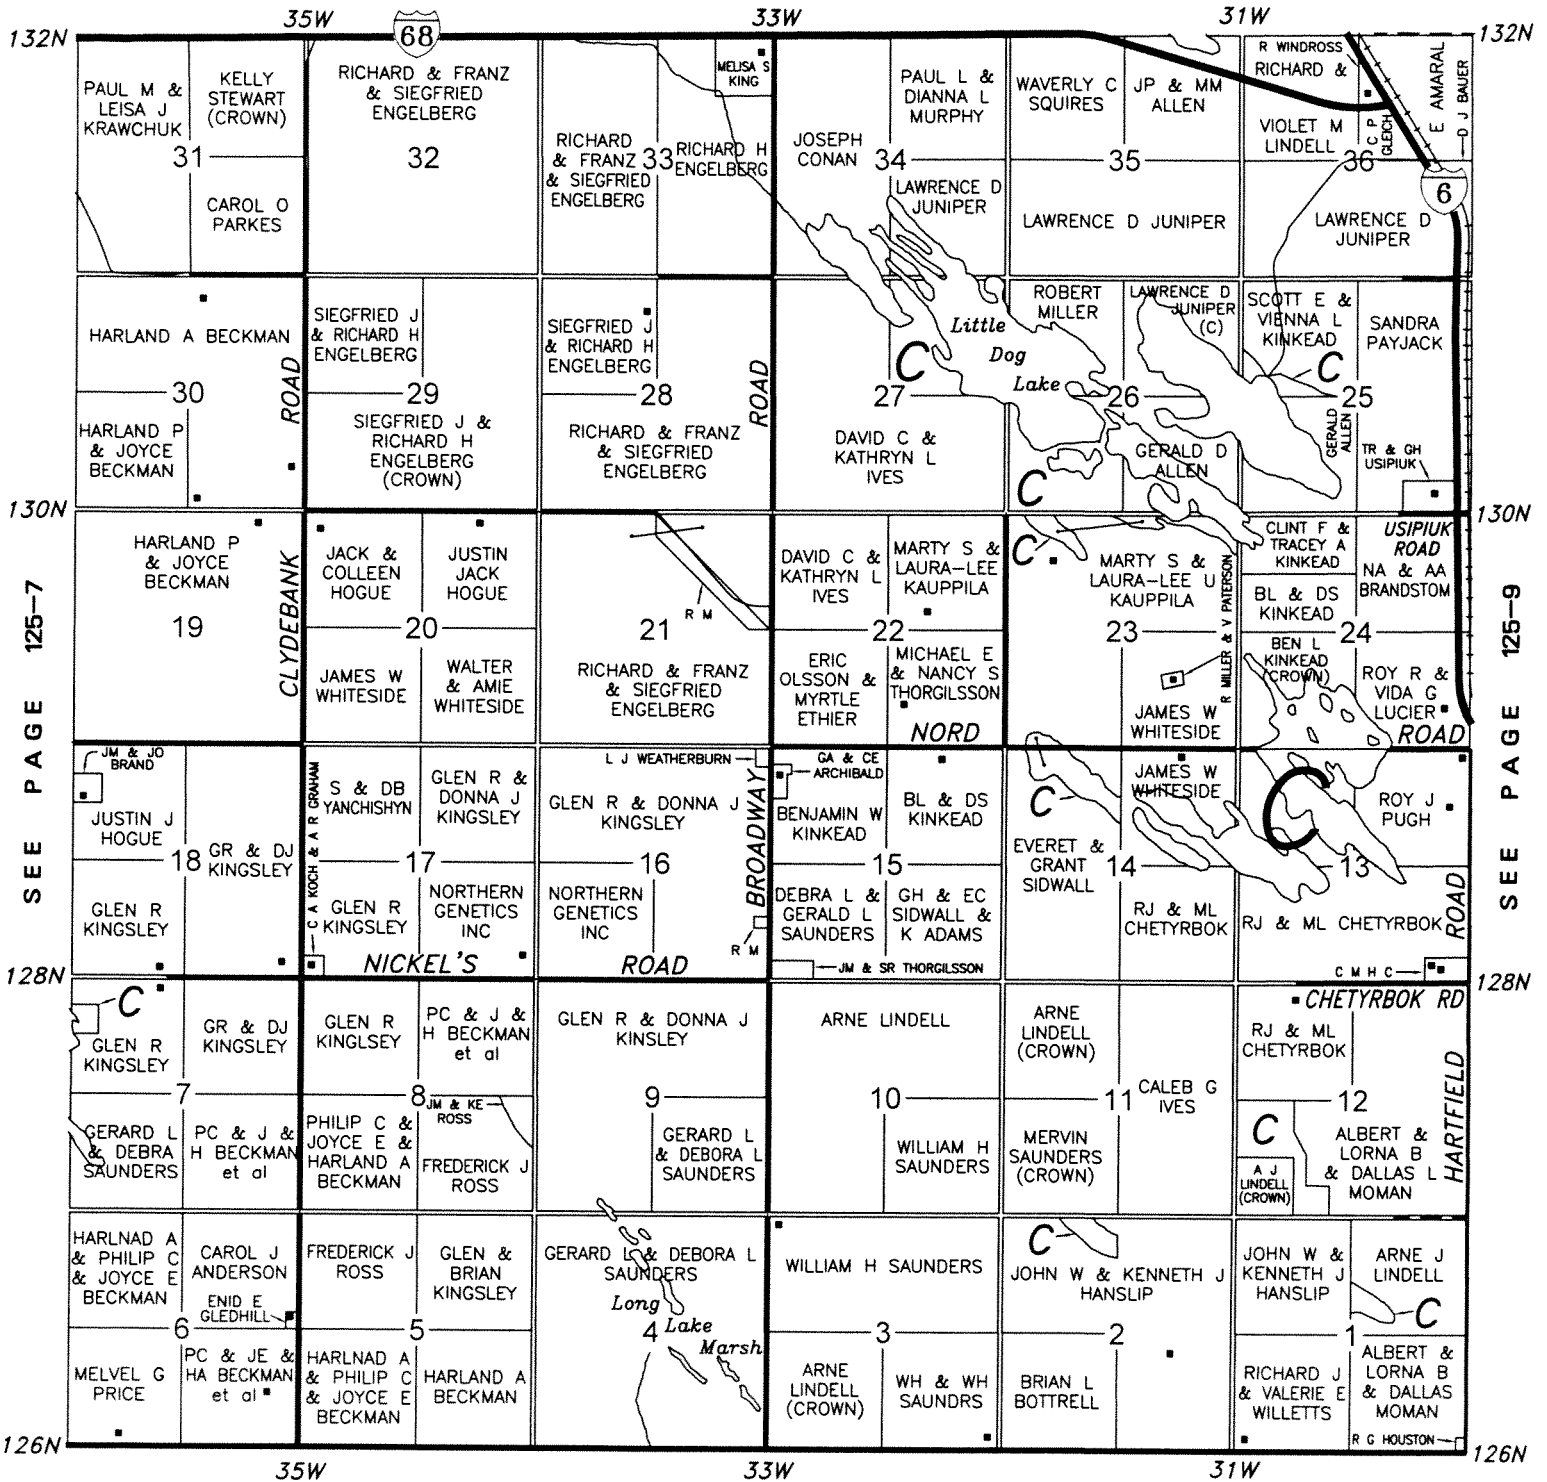 35W
33W
31W
132N
68
132N
PAUL M &
LEISA J
KRAWCHUK
KELLY
STEWART
(CROWN)
31
CAROL O
PARKES
RICHARD & FRANZ
& SIEGFRIED
ENGELBERG
32
MELISA S
KING
RICHARD
& FRANZ
& SIEGFRIED
ENGELBERG
33
RICHARD H
ENGELBERG
JOSEPH
CONAN
PAUL L &
DIANNA L
MURPHY
34
LAWRENCE D
JUNIPER
WAVERLY C
SQUIRES
JP & MM
ALLEN
35
LAWRENCE D JUNIPER
R WINDROSS
RICHARD &
VIOLET M
LINDELL
C P
GLEICH
E AMARAL
D J BAUER
36
6
LAWRENCE D
JUNIPER
HARLAND A BECKMAN
30
HARLAND P
& JOYCE
BECKMAN
ROAD
SIEGFRIED J
& RICHARD H
ENGELBERG
29
SIEGFRIED J &
RICHARD H
ENGELBERG
(CROWN)
SIEGFRIED J
& RICHARD H
ENGELBERG
28
RICHARD & FRANZ
& SIEGFRIED
ENGELBERG
ROAD
Little
Dog
Lake
C
27
DAVID C &
KATHRYN L
IVES
C
ROBERT
MILLER
LAWRENCE D
JUNIPER
(C)
26
GERALD D
ALLEN
SCOTT E &
VIENNA L
KINKEAD
C
SANDRA
PAYJACK
25
GERALD
ALLEN
TR & GH
USIPIUK
130N
130N
HARLAND P
& JOYCE
BECKMAN
19
CLYDEBANK
JACK &
COLLEEN
HOGUE
JUSTIN
JACK
HOGUE
20
JAMES W
WHITESIDE
WALTER
& AMIE
WHITESIDE
R M
21
RICHARD & FRANZ
& SIEGFRIED
ENGELBERG
DAVID C &
KATHRYN L
IVES
MARTY S &
LAURA-LEE
KAUPPILA
22
ERIC
OLSSON &
MYRTLE
ETHIER
MICHAEL E
& NANCY S
THORGILSSON
NORD
C
MARTY S &
LAURA-LEE U
KAUPPILA
23
R MILLER & V PATERSON
JAMES W
WHITESIDE
CLINT F &
TRACEY A
KINKEAD
USIPIUK
ROAD
NA & AA
BRANDSTOM
BL & DS
KINKEAD
24
BEN L
KINKEAD
(CROWN)
ROY R &
VIDA G
LUCIER
ROAD
SEE PAGE 125-7
SEE PAGE 125-9
JM & JO
BRAND
JUSTIN J
HOGUE
18
GR & DJ
KINGSLEY
GLEN R
KINGSLEY
C A KOCH & A R GRAHAM
S & DB
YANCHISHYN
GLEN R &
DONNA J
KINGSLEY
17
GLEN R
KINGSLEY
NORTHERN
GENETICS
INC
NICKEL'S
L J WEATHERBURN
GLEN R & DONNA J
KINGSLEY
16
NORTHERN
GENETICS
INC
R M
ROAD
BROADWAY
GA & CE
ARCHIBALD
BENJAMIN W
KINKEAD
BL & DS
KINKEAD
15
DEBRA L &
GERALD L
SAUNDERS
GH & EC
SIDWALL &
K ADAMS
JM & SR THORGILSSON
C
JAMES W
WHITESIDE
EVERET &
GRANT
SIDWALL
14
RJ & ML
CHETYRBOK
C
ROY J
PUGH
13
RJ & ML CHETYRBOK
ROAD
C M H C
128N
128N
C
GLEN R
KINGSLEY
GR & DJ
KINGSLEY
7
GERARD L
& DEBRA
SAUNDERS
PC & J &
H BECKMAN
et al
GLEN R
KINGLSEY
PC & J &
H BECKMAN
et al
8
JM & KE
ROSS
PHILIP C &
JOYCE E &
HARLAND A
BECKMAN
FREDERICK J
ROSS
GLEN R & DONNA J
KINSLEY
9
GERARD L
& DEBORA L
SAUNDERS
ARNE LINDELL
10
WILLIAM H
SAUNDERS
ARNE
LINDELL
(CROWN)
11
CALEB G
IVES
MERVIN
SAUNDERS
(CROWN)
CHETYRBOK RD
RJ & ML
CHETYRBOK
12
C
A J
LINDELL
(CROWN)
ALBERT &
LORNA B
& DALLAS L
MOMAN
HARTFIELD
HARLNAD A
& PHILIP C
& JOYCE E
BECKMAN
CAROL J
ANDERSON
ENID E
GLEDHILL
6
MELVEL G
PRICE
PC & JE &
HA BECKMAN
et al
FREDERICK J
ROSS
GLEN &
BRIAN
KINGSLEY
5
HARLNAD A
& PHILIP C
& JOYCE E
BECKMAN
HARLAND A
BECKMAN
GERARD L & DEBORA L
SAUNDERS
Long
4
Lake
Marsh
WILLIAM H SAUNDERS
3
ARNE
LINDELL
(CROWN)
WH & WH
SAUNDRS
C
JOHN W & KENNETH J
HANSLIP
2
BRIAN L
BOTTRELL
JOHN W &
KENNETH J
HANSLIP
ARNE J
LINDELL
C
1
RICHARD J
& VALERIE E
WILLETTS
ALBERT &
LORNA B
& DALLAS
MOMAN
R G HOUSTON
126N
126N
35W
33W
31W